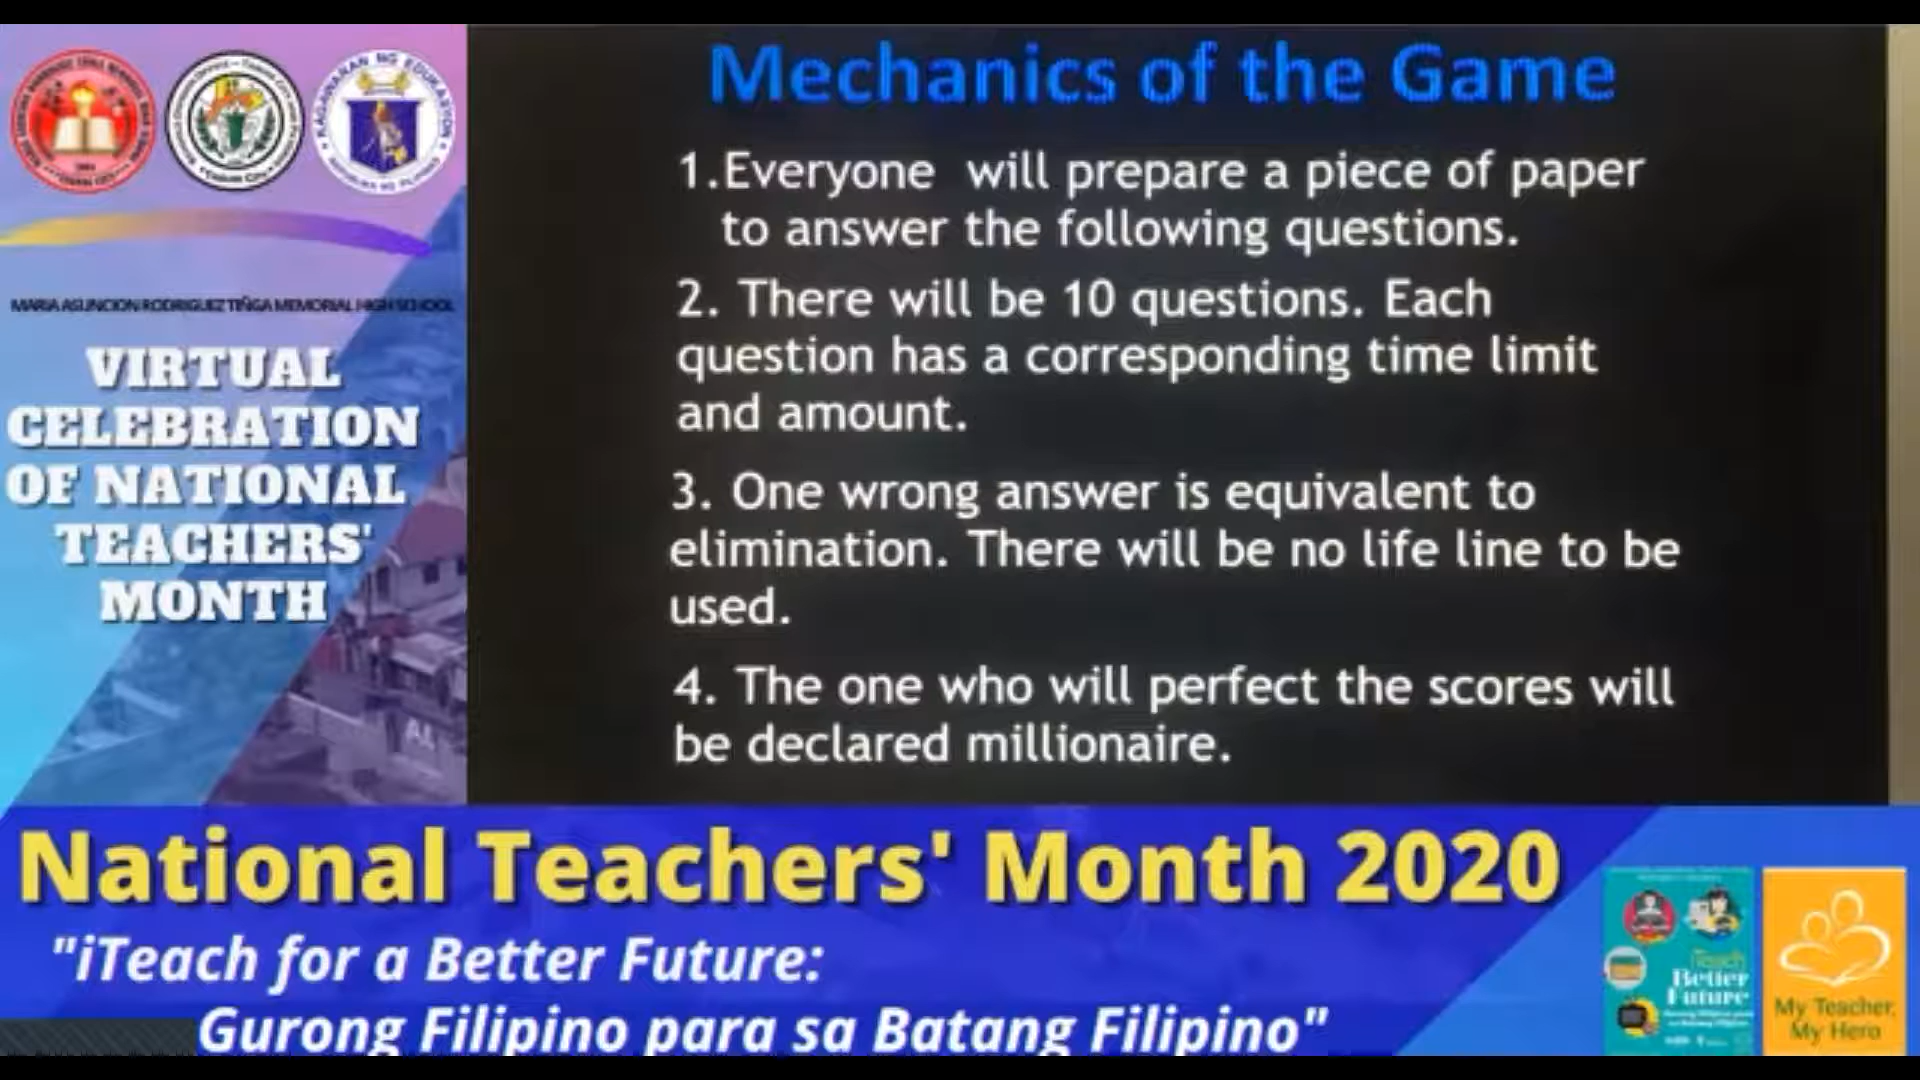 KAGAWARAN NG EDUKASYON
MARIA ASUNCION RODRIGUEZ TIÑGA MEMORIAL HIGH SCHOOL
VIRTUAL
CELEBRATION
OF NATIONAL
TEACHERS'
MONTH
Mechanics of the Game
1.Everyone will prepare a piece of paper
to answer the following questions.
2. There will be 10 questions. Each
question has a corresponding time limit
and amount.
3. One wrong answer is equivalent to
elimination. There will be no life line to be
used.
4. The one who will perfect the scores will
be declared millionaire.
National Teachers' Month 2020
"iTeach for a Better Future:
Gurong Filipino para sa Batang Filipino"
iTeach
Better
Future
My Teacher,
My Hero